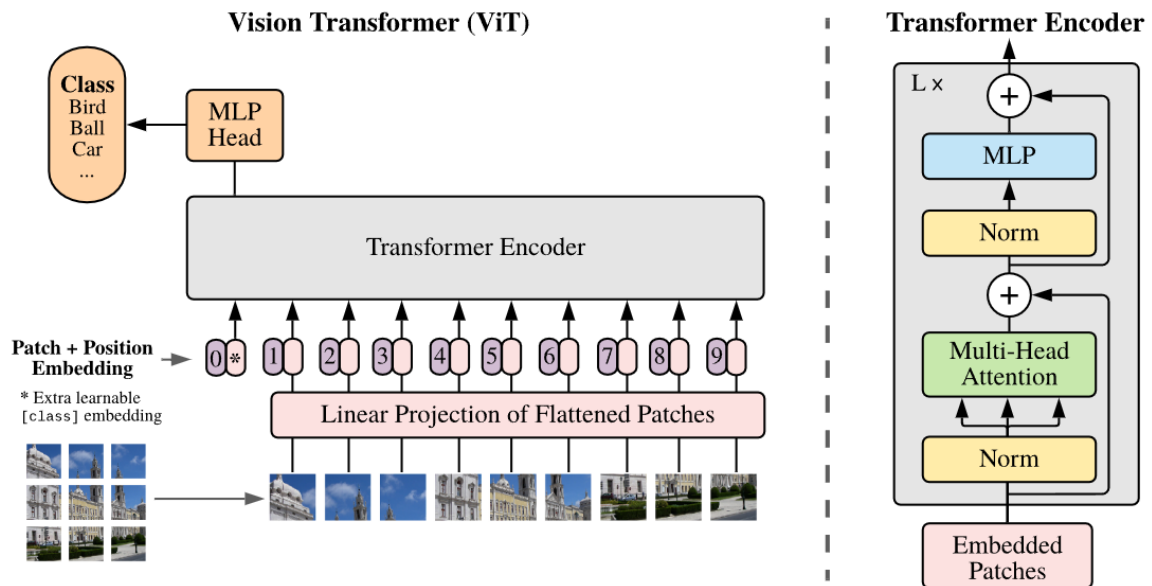 Vision Transformer (ViT)
Class
Bird
Ball
Car
...
MLP
Head
Transformer Encoder
Patch + Position
Embedding
0 * 1 2 3 4 5 6 7 8 9
* Extra learnable
[class] embedding
Linear Projection of Flattened Patches
Transformer Encoder
L x
+
MLP
Norm
+
Multi-Head
Attention
Norm
Embedded
Patches